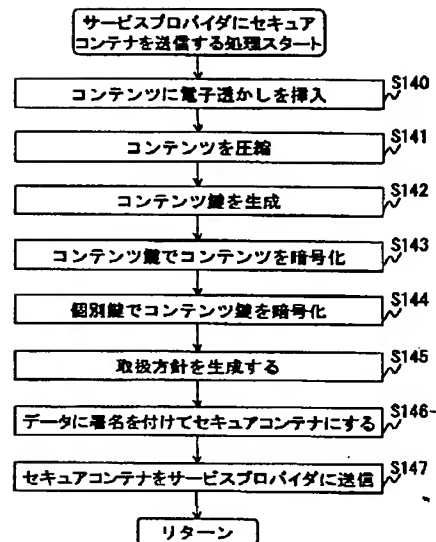 サービスプロバイダにセキュア
コンテナを送信する処理スタート
S140
コンテンツに電子透かしを挿入
S141
コンテンツを圧縮
S142
コンテンツ鍵を生成
S143
コンテンツ鍵でコンテンツを暗号化
S144
個別鍵でコンテンツ鍵を暗号化
S145
取扱方針を生成する
S146
データに署名を付けてセキュアコンテナにする
S147
セキュアコンテナをサービスプロバイダに送信
リターン